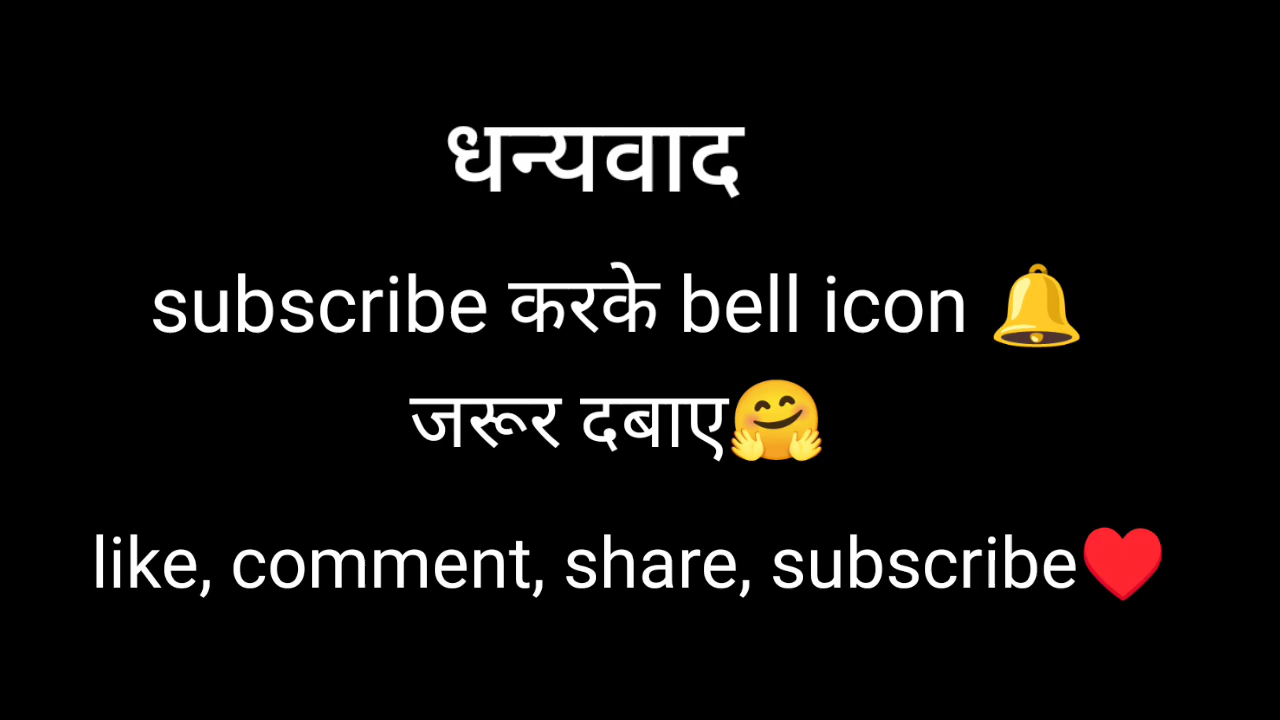 धन्यवाद
subscribe करके bell icon 🔔
जरूर दबाए🤗
like, comment, share, subscribe❤️